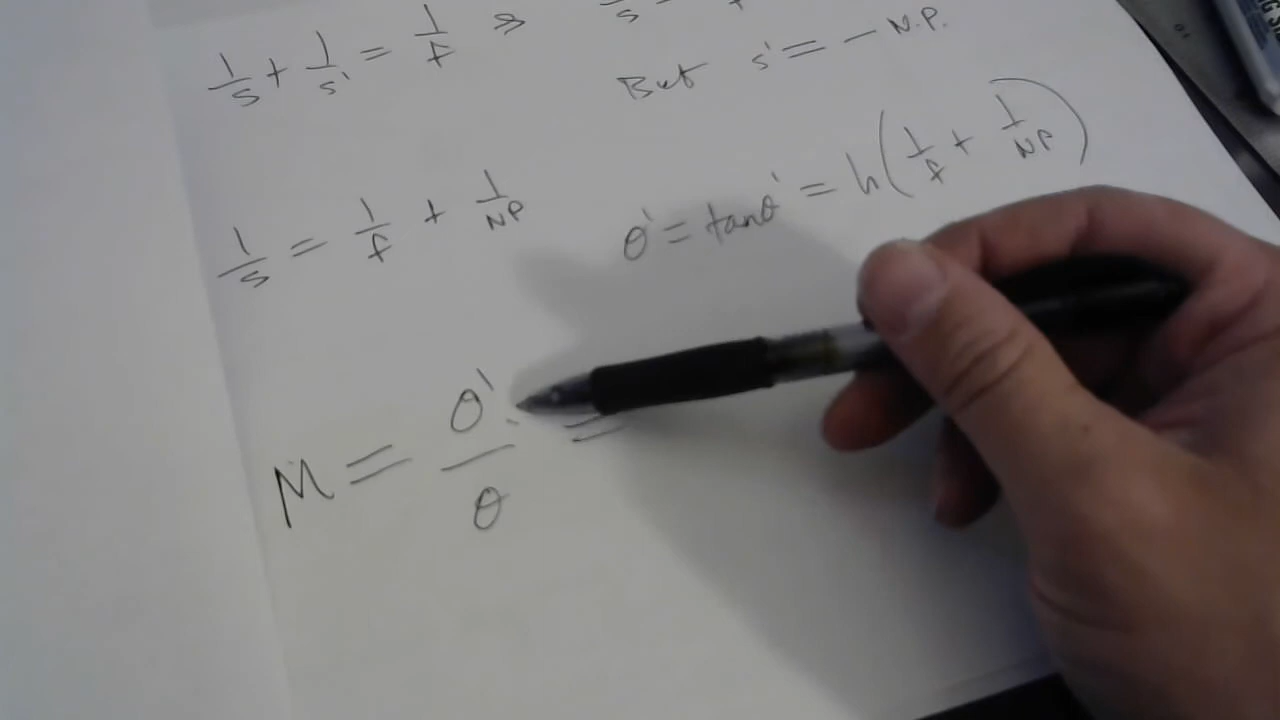 1/s + 1/s' = 1/f ⇒
But s' = - N.P.
1/s = 1/f + 1/NP
θ' = tanθ' = h(1/f + 1/NP)
M = θ'/θ =